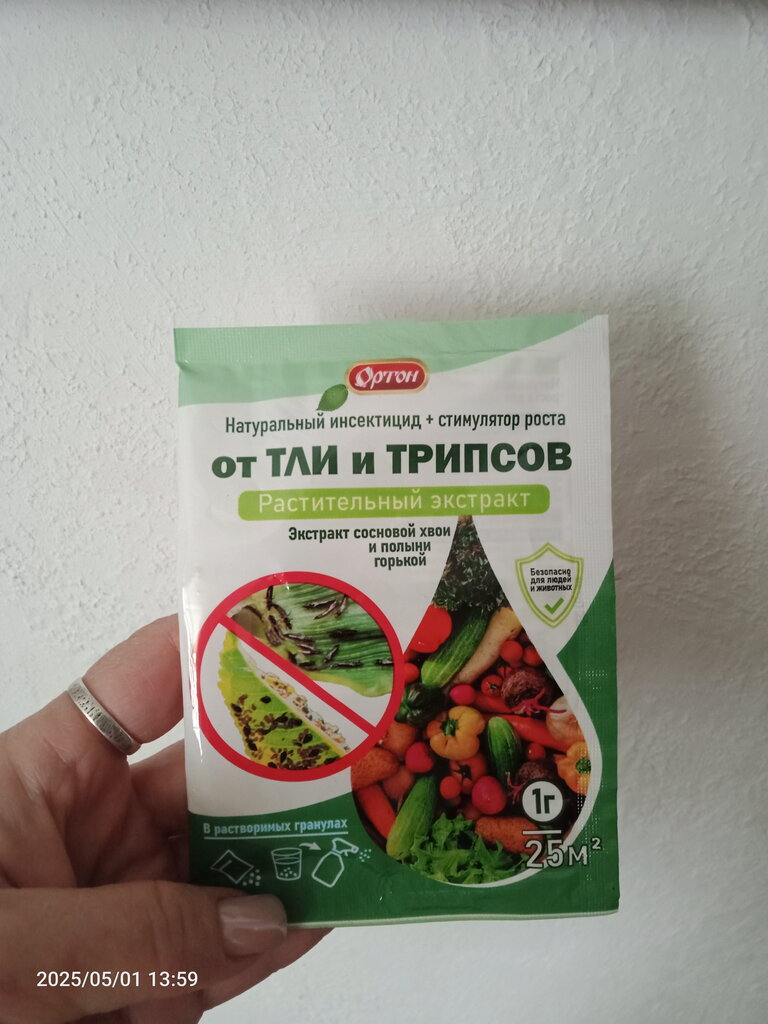 Ортон
Натуральный инсектицид + стимулятор роста
от ТЛИ и ТРИПСОВ
Растительный экстракт
Экстракт сосновой хвои
и полыни
горькой
Безопасно
для людей
и животных
1г
25м²
В растворимых гранулах
2025/05/01 13:59